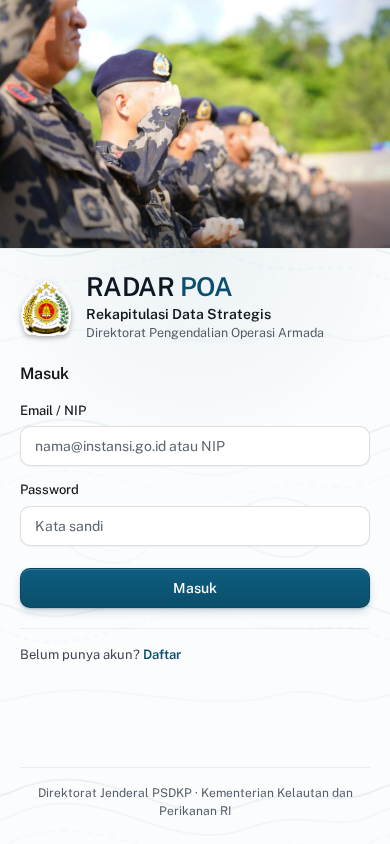 RADAR POA
Rekapitulasi Data Strategis
Direktorat Pengendalian Operasi Armada
Masuk
Email / NIP
nama@instansi.go.id atau NIP
Password
Kata sandi
Masuk
Belum punya akun? Daftar
Direktorat Jenderal PSDKP · Kementerian Kelautan dan
Perikanan RI